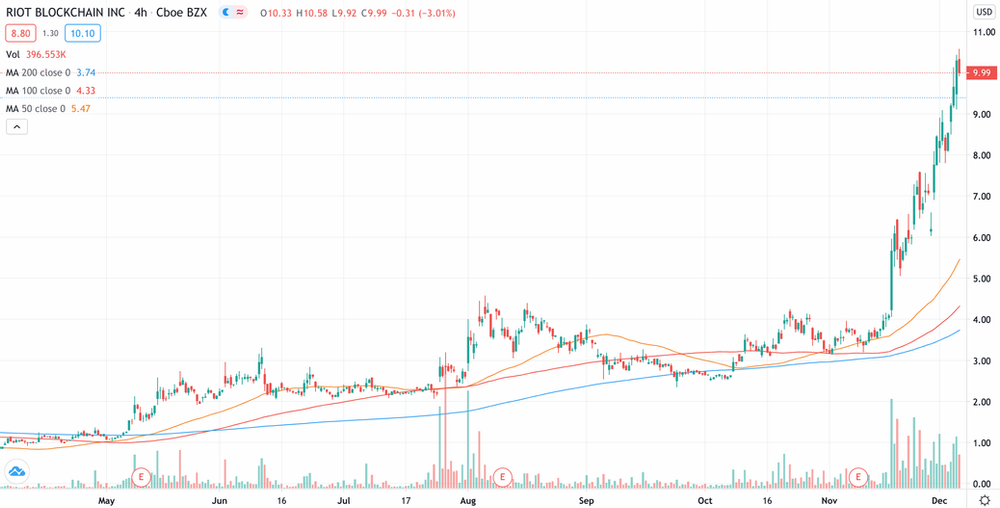 RIOT BLOCKCHAIN INC · 4h · Cboe BZX O10.33 H10.58 L9.92 C9.99 −0.31 (−3.01%) USD
8.80 1.30 10.10
Vol 396.553K
MA 200 close 0 3.74
MA 100 close 0 4.33
MA 50 close 0 5.47
11.00
9.99
9.00
8.00
7.00
6.00
5.00
4.00
3.00
2.00
1.00
0.00
E E E
May Jun 16 Jul 17 Aug Sep Oct 16 Nov Dec